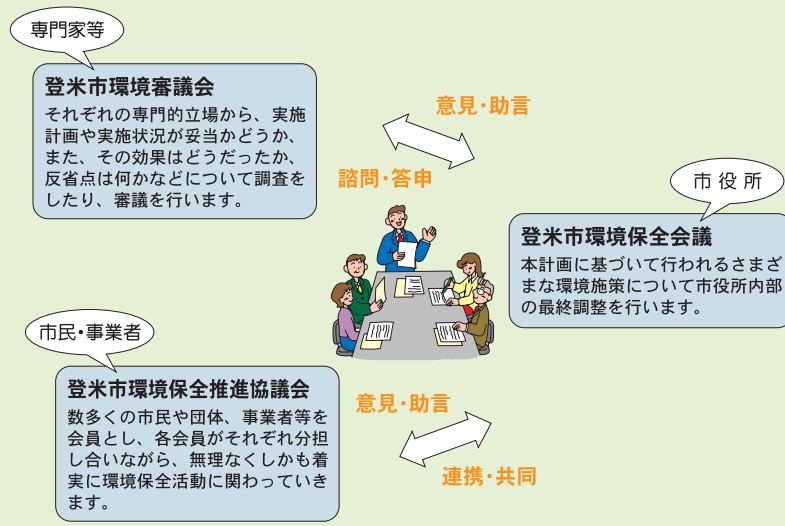 専門家等
登米市環境審議会
それぞれの専門的立場から、実施
計画や実施状況が妥当かどうか、
また、その効果はどうだったか、
反省点は何かなどについて調査を
したり、審議を行います。
意見・助言
諮問・答申
市役所
登米市環境保全会議
本計画に基づいて行われるさまざ
まな環境施策について市役所内部
の最終調整を行います。
市民・事業者
登米市環境保全推進協議会
数多くの市民や団体、事業者等を
会員とし、各会員がそれぞれ分担
し合いながら、無理なくしかも着
実に環境保全活動に関わっていき
ます。
意見・助言
連携・共同